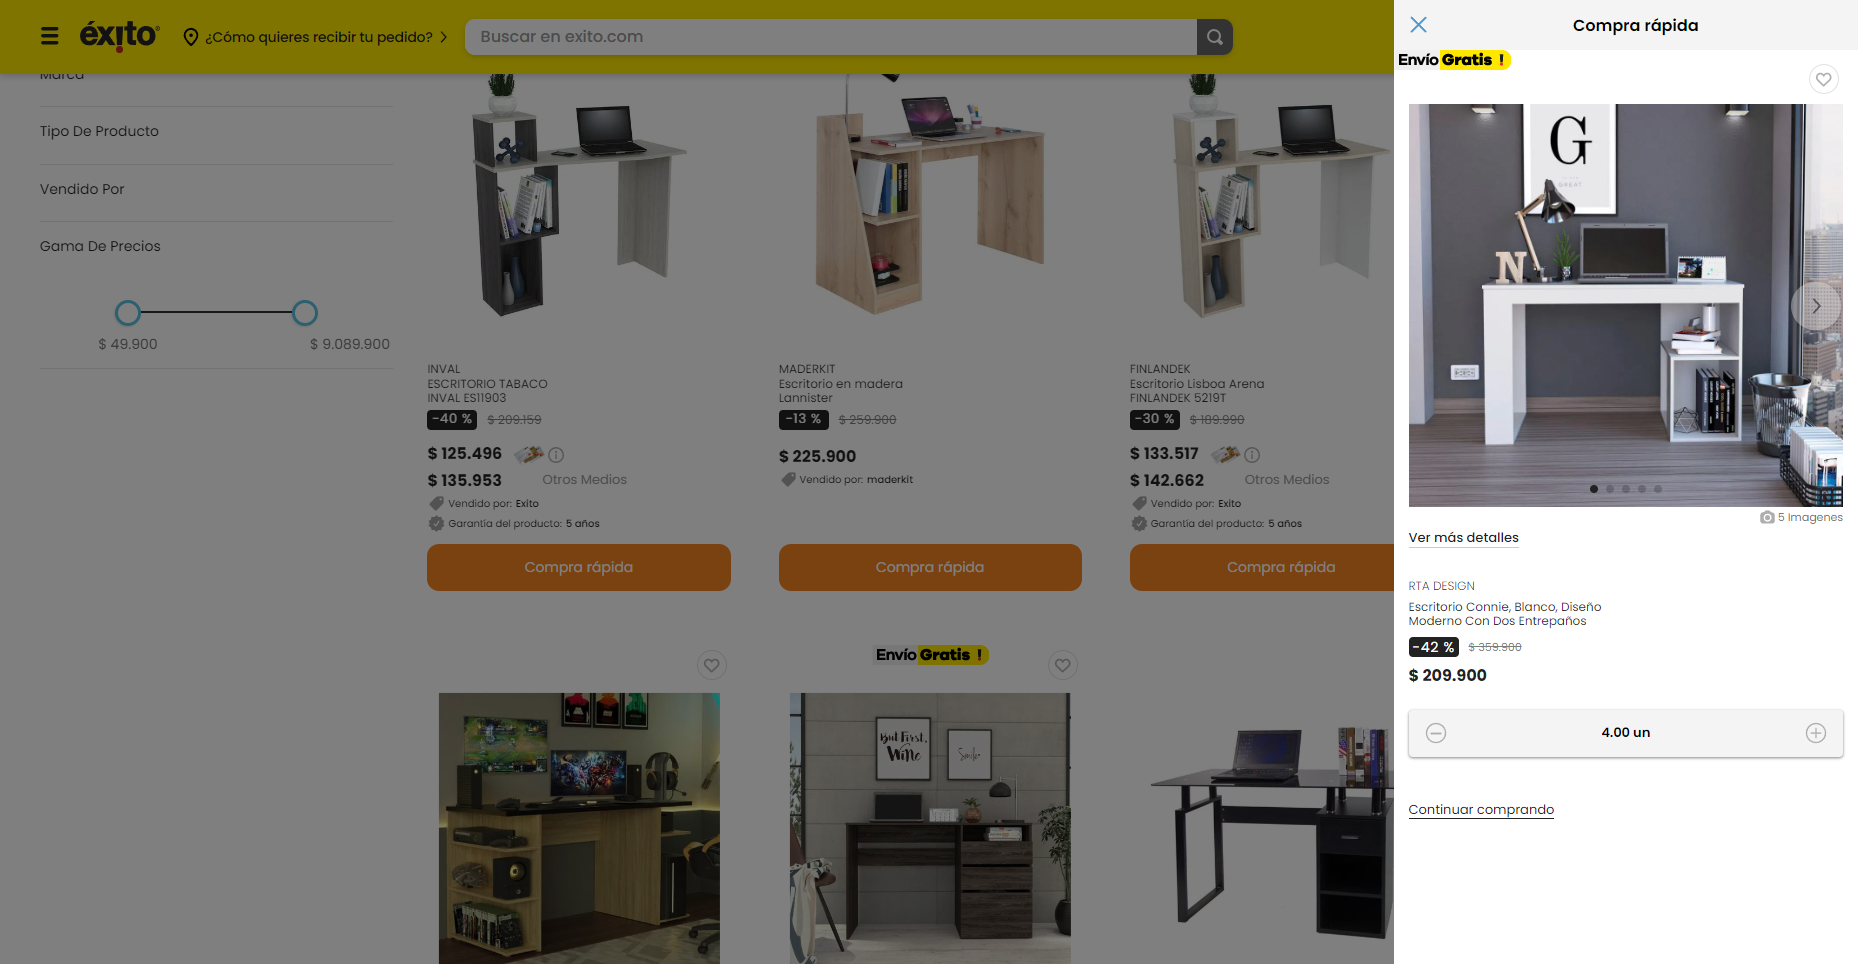 éxito
¿Cómo quieres recibir tu pedido?
Buscar en exito.com
Marca
Tipo De Producto
Vendido Por
Gama De Precios
$ 49.900
$ 9.089.900
INVAL
ESCRITORIO TABACO
INVAL ES11903
-40 % $ 209.159
$ 125.496
$ 135.953 Otros Medios
Vendido por: Exito
Garantía del producto: 5 años
Compra rápida
MADERKIT
Escritorio en madera
Lannister
-13 % $ 259.900
$ 225.900
Vendido por: maderkit
Compra rápida
FINLANDEK
Escritorio Lisboa Arena
FINLANDEK 5219T
-30 % $ 189.990
$ 133.517
$ 142.662 Otros Medios
Vendido por: Exito
Garantía del producto: 5 años
Compra rápida
Envío Gratis !
But First,
Wine
Smile
Compra rápida
Envío Gratis !
G
GREAT
N
5 Imagenes
Ver más detalles
RTA DESIGN
Escritorio Connie, Blanco, Diseño
Moderno Con Dos Entrepaños
-42 % $ 359.900
$ 209.900
4.00 un
Continuar comprando